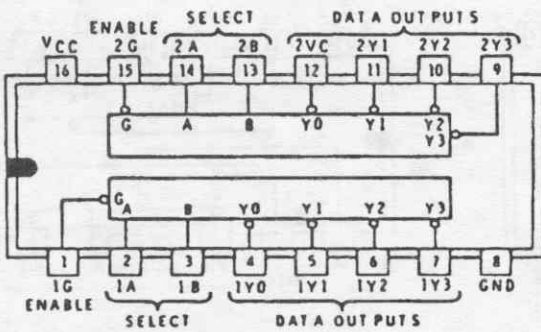 SELECT
DATA OUTPUTS
ENABLE
VCC 2G 2A 2B 2VC 2Y1 2Y2 2Y3
16 15 14 13 12 11 10 9
G A B Y0 Y1 Y2
Y3
G
A B Y0 Y1 Y2 Y3
1 2 3 4 5 6 7 8
1G 1A 1B 1Y0 1Y1 1Y2 1Y3 GND
ENABLE
SELECT DATA OUTPUTS